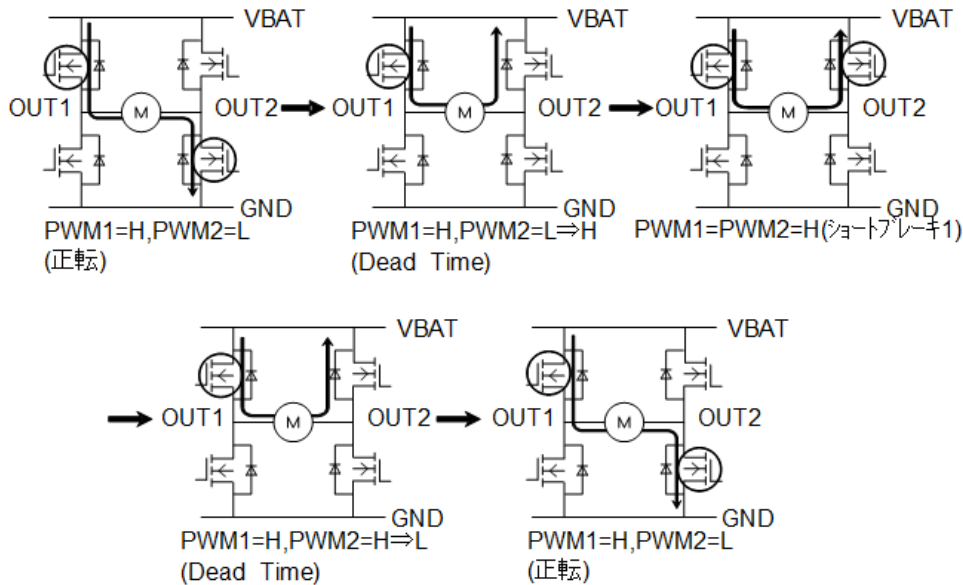 VBAT
VBAT
VBAT
OUT1
M
OUT2
OUT1
M
OUT2
OUT1
M
OUT2
GND
GND
GND
PWM1=H,PWM2=L
(正転)
PWM1=H,PWM2=L⇒H
(Dead Time)
PWM1=PWM2=H(ショートブレーキ1)
VBAT
VBAT
OUT1
M
OUT2
OUT1
M
OUT2
GND
GND
PWM1=H,PWM2=H⇒L
(Dead Time)
PWM1=H,PWM2=L
(正転)